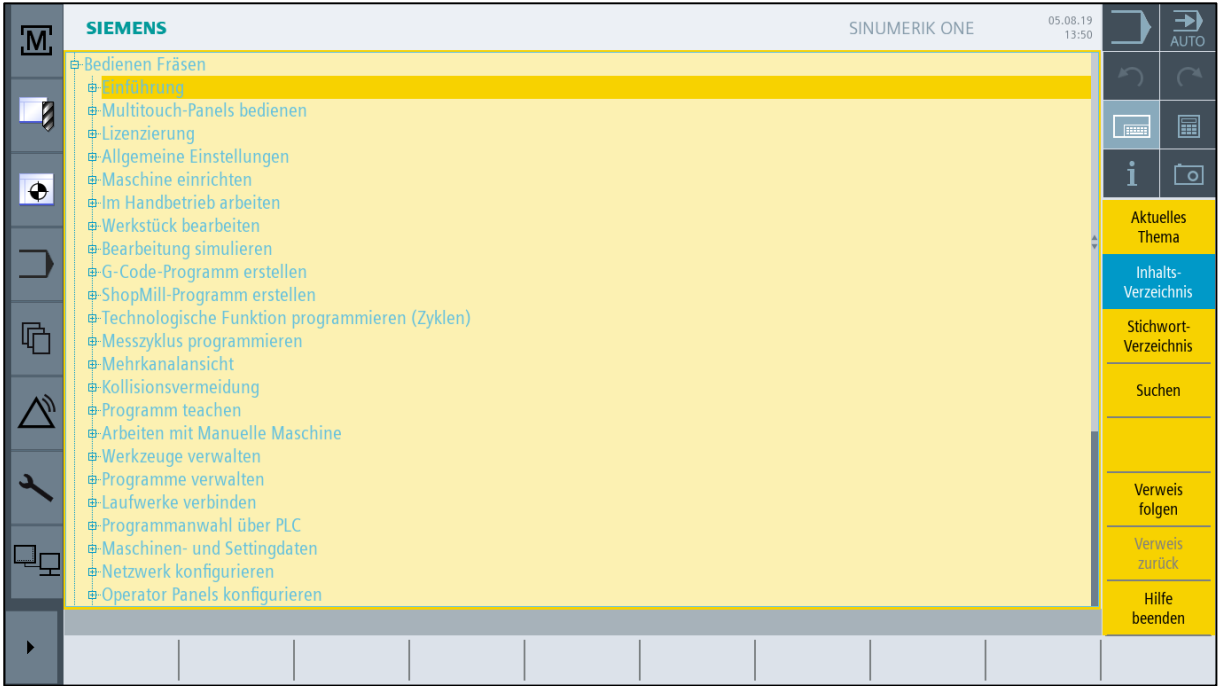 M
SIEMENS
SINUMERIK ONE
05.08.19
13:50
AUTO
Bedienen Fräsen
Einführung
Multitouch-Panels bedienen
Lizenzierung
Allgemeine Einstellungen
Maschine einrichten
Im Handbetrieb arbeiten
Werkstück bearbeiten
Bearbeitung simulieren
G-Code-Programm erstellen
ShopMill-Programm erstellen
Technologische Funktion programmieren (Zyklen)
Messzyklus programmieren
Mehrkanalansicht
Kollisionsvermeidung
Programm teachen
Arbeiten mit Manuelle Maschine
Werkzeuge verwalten
Programme verwalten
Laufwerke verbinden
Programmanwahl über PLC
Maschinen- und Settingdaten
Netzwerk konfigurieren
Operator Panels konfigurieren
i
Aktuelles
Thema
Inhalts-
Verzeichnis
Stichwort-
Verzeichnis
Suchen
Verweis
folgen
Verweis
zurück
Hilfe
beenden